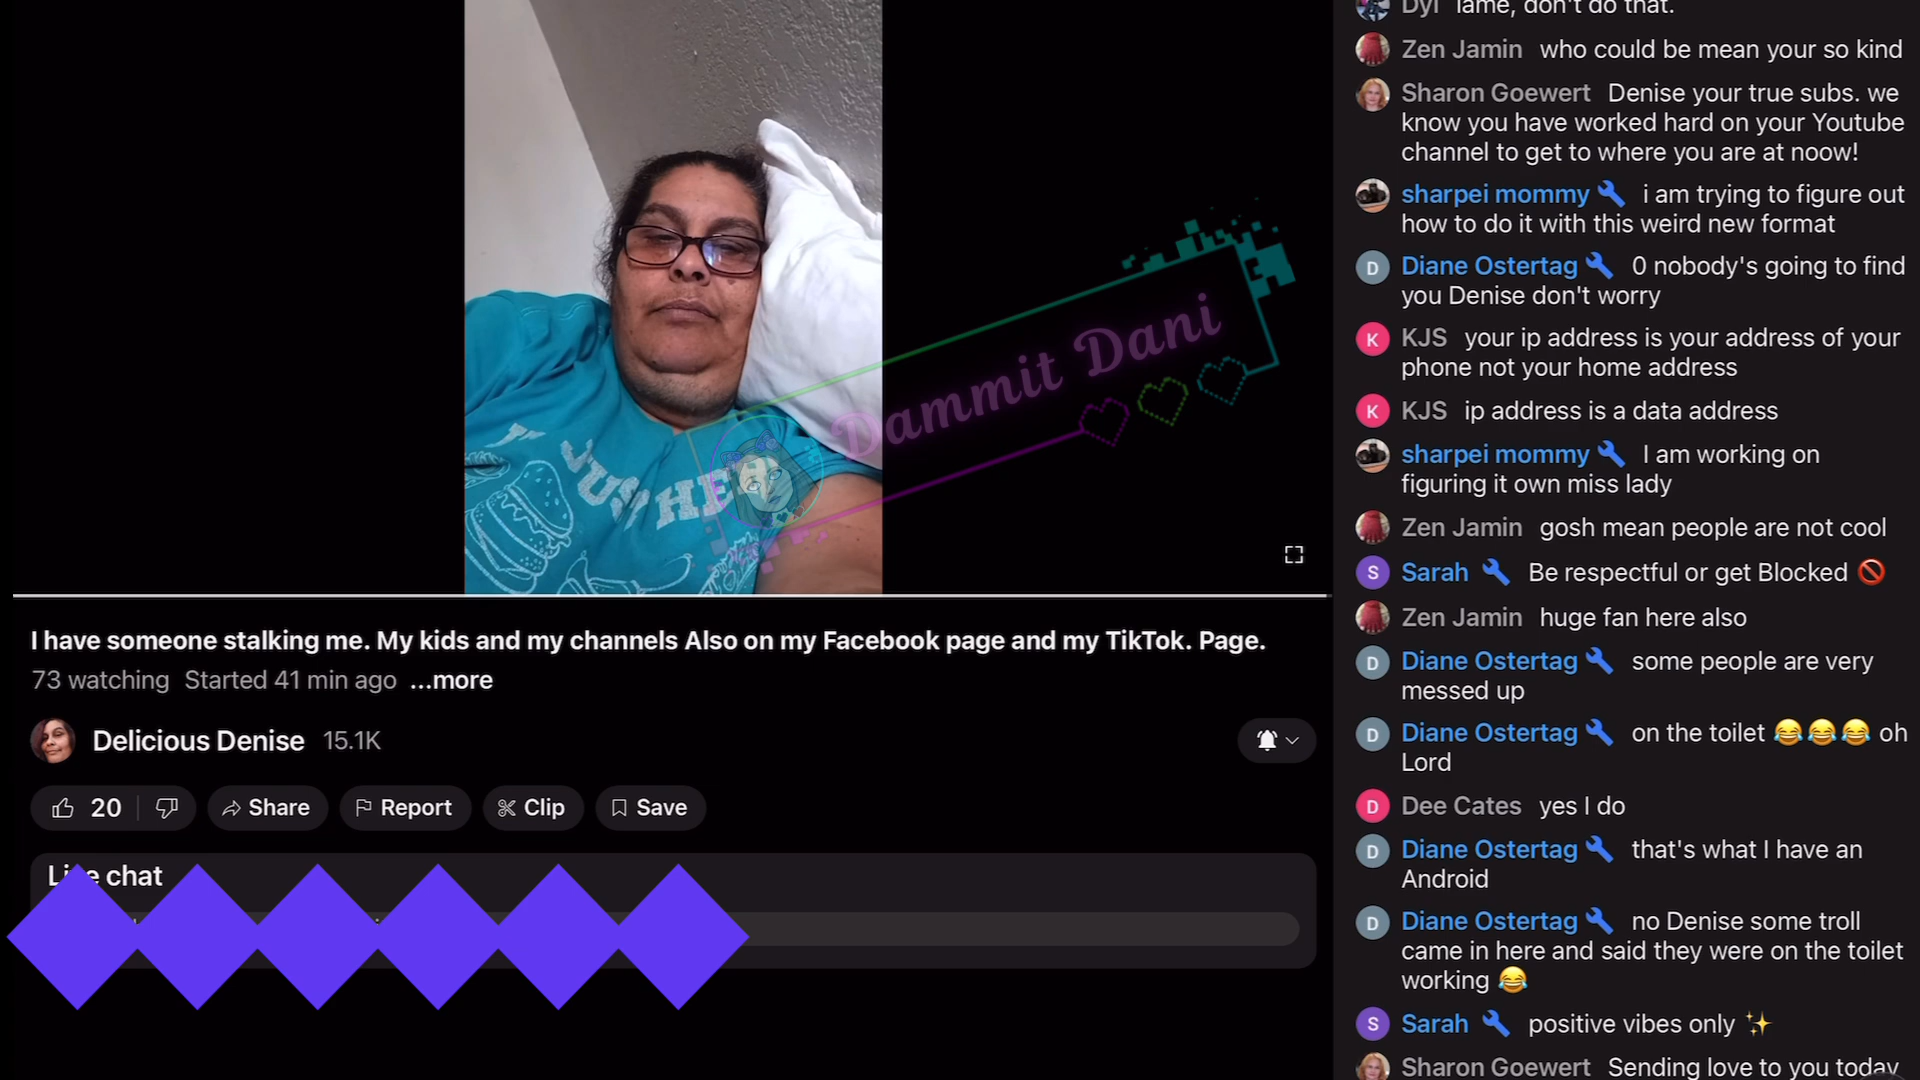 JUST HE
Dammit Dani
I have someone stalking me. My kids and my channels Also on my Facebook page and my TikTok. Page.
73 watching Started 41 min ago ...more
Delicious Denise 15.1K
20 Share Report Clip Save
chat
Dyl lame, don't do that.
Zen Jamin who could be mean your so kind
Sharon Goewert Denise your true subs. we
know you have worked hard on your Youtube
channel to get to where you are at noow!
sharpei mommy i am trying to figure out
how to do it with this weird new format
D Diane Ostertag 0 nobody's going to find
you Denise don't worry
K KJS your ip address is your address of your
phone not your home address
K KJS ip address is a data address
sharpei mommy I am working on
figuring it own miss lady
Zen Jamin gosh mean people are not cool
S Sarah Be respectful or get Blocked 🚫
Zen Jamin huge fan here also
D Diane Ostertag some people are very
messed up
D Diane Ostertag on the toilet 😂😂😂 oh
Lord
D Dee Cates yes I do
D Diane Ostertag that's what I have an
Android
D Diane Ostertag no Denise some troll
came in here and said they were on the toilet
working 😂
S Sarah positive vibes only ✨
Sharon Goewert Sending love to you today